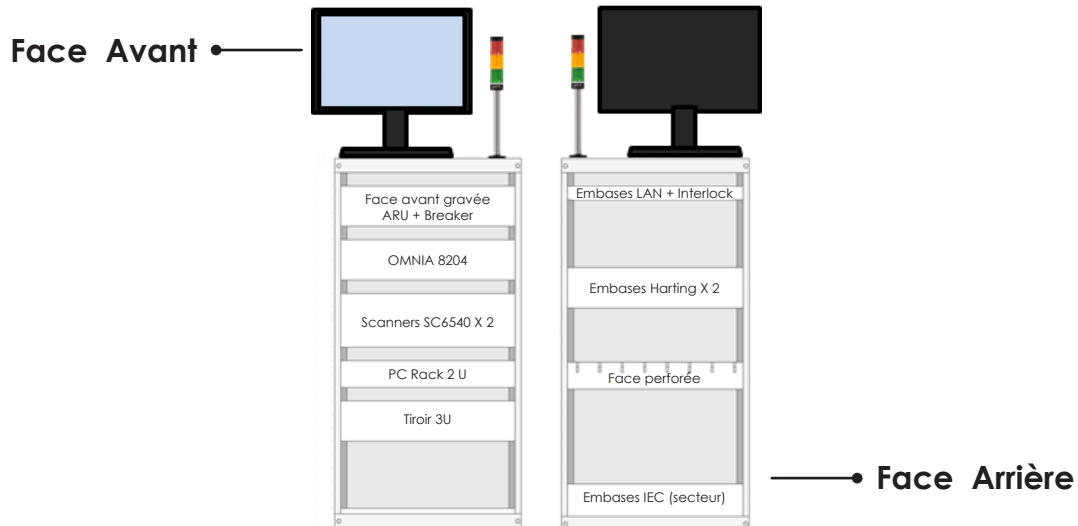 Face Avant
Face avant gravée
ARU + Breaker
OMNIA 8204
Scanners SC6540 X 2
PC Rack 2 U
Tiroir 3U
Embases LAN + Interlock
Embases Harting X 2
Face perforée
Embases IEC (secteur)
Face Arrière